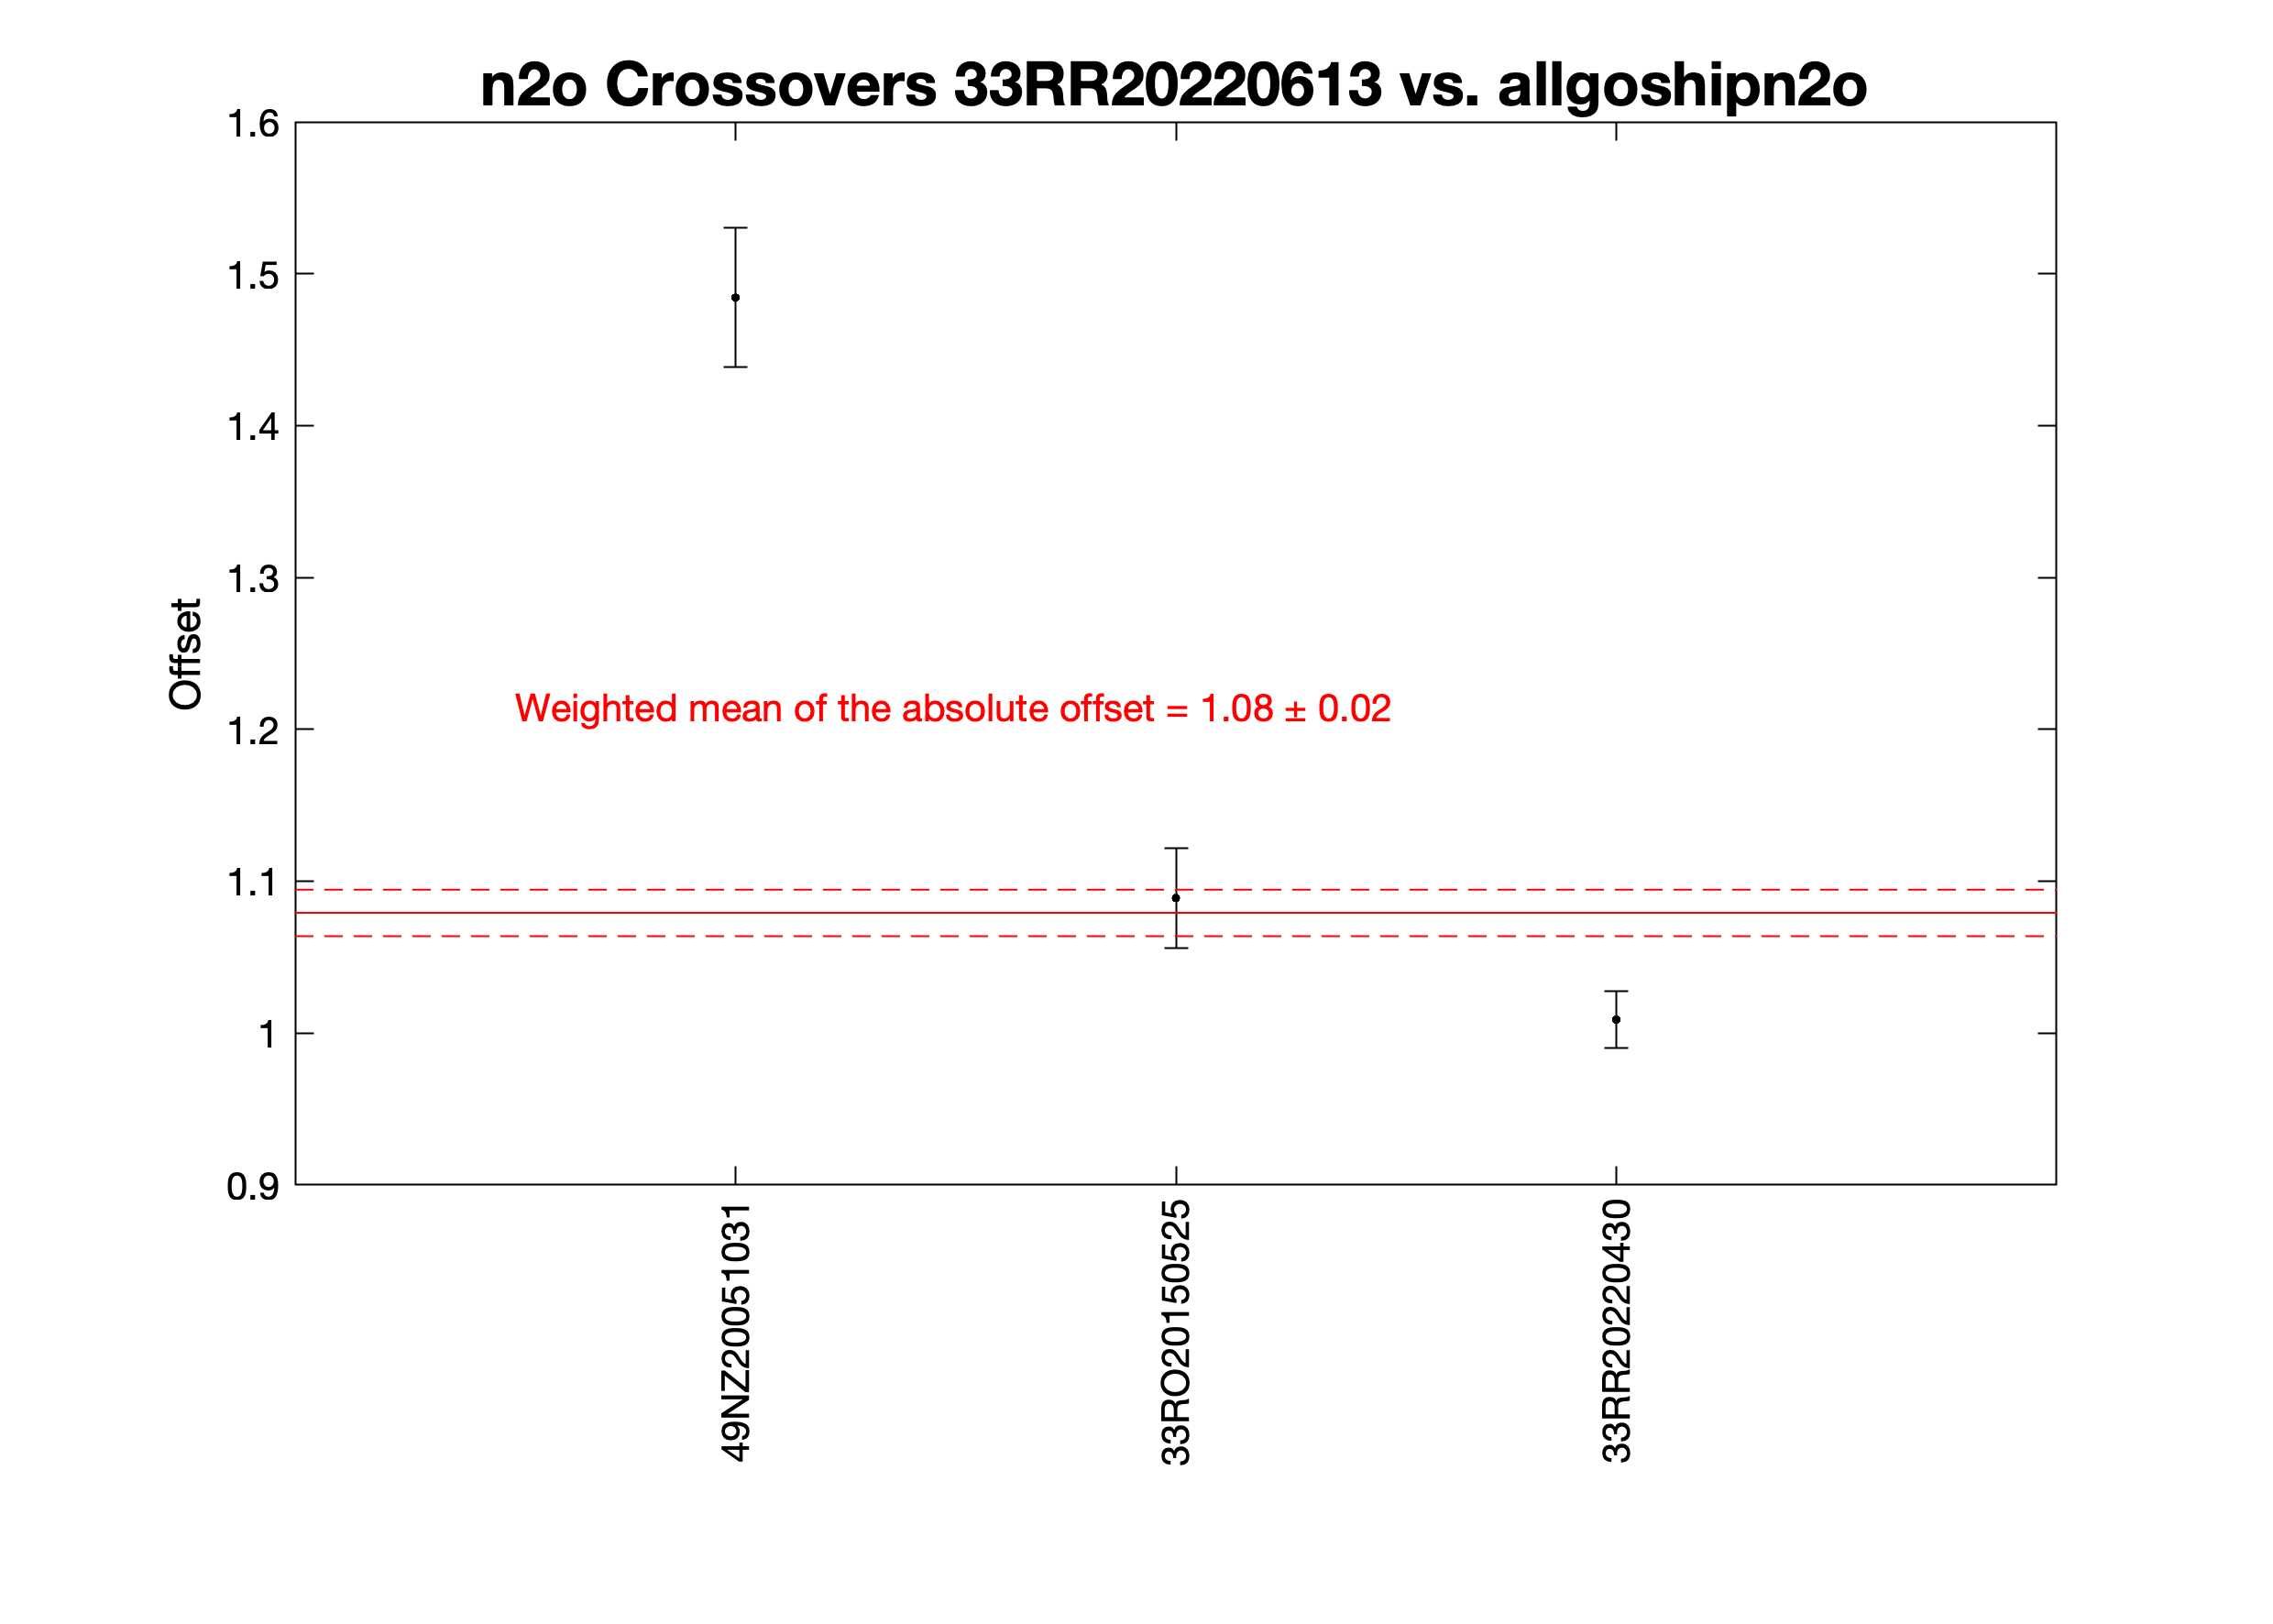 n2o Crossovers 33RR20220613 vs. allgoshipn2o
1.6
1.5
1.4
1.3
1.2
1.1
1
0.9
Offset
Weighted mean of the absolute offset = 1.08 ± 0.02
49NZ20051031
33RO20150525
33RR20220430